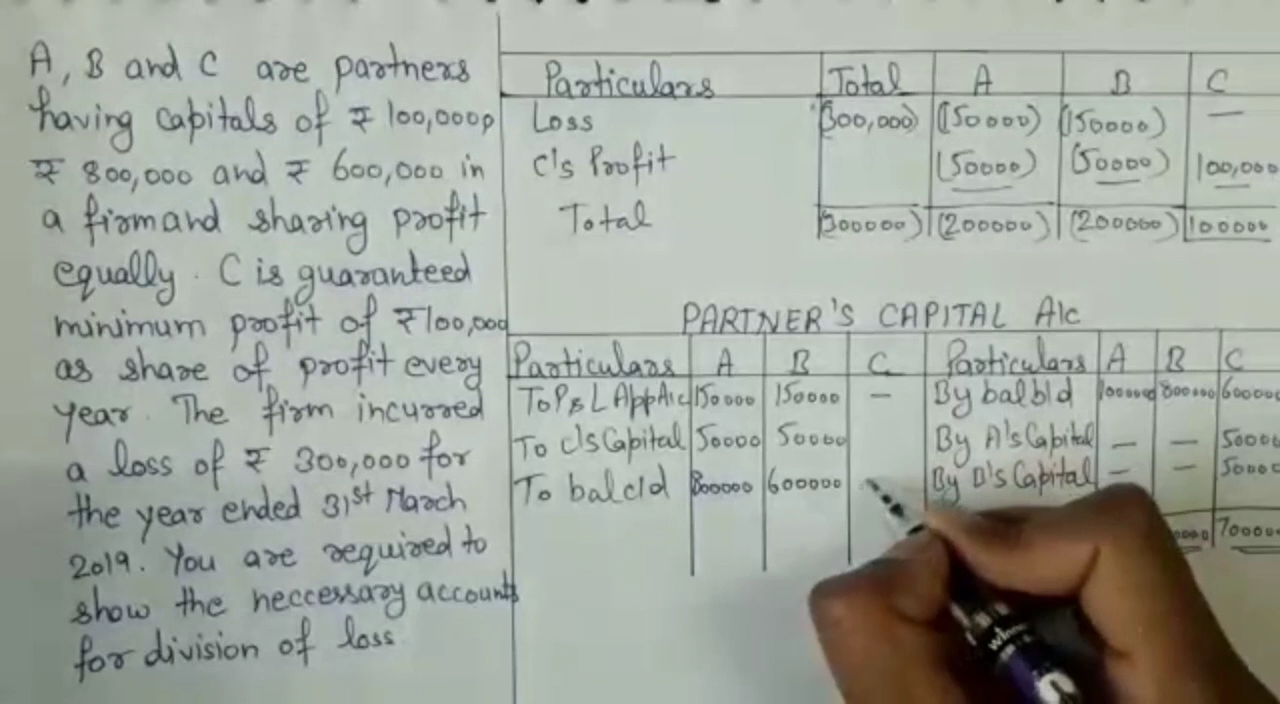 A, B and C are partners
having capitals of ₹ 100,000p
₹ 800,000 and ₹ 600,000 in
a firm and sharing profit
equally. C is guaranteed
minimum profit of ₹100,000
as share of profit every
year. The firm incurred
a loss of ₹ 300,000 for
the year ended 31st March
2019. You are required to
show the neccessary accounts
for division of loss
Particulars Total A B C
Loss (300,000) (150000) (150000) —
C's Profit (50000) (50000) 100,000
Total (300000) (200000) (200000) 100000
PARTNER'S CAPITAL A/c
Particulars A B C Particulars A B C
To P&L App A/c 150000 150000 — By bal b/d 1000000 800000 600000
To C's Capital 50000 50000 By A's Capital — — 50000
To bal c/d 800000 600000 By B's Capital — — 50000
700000